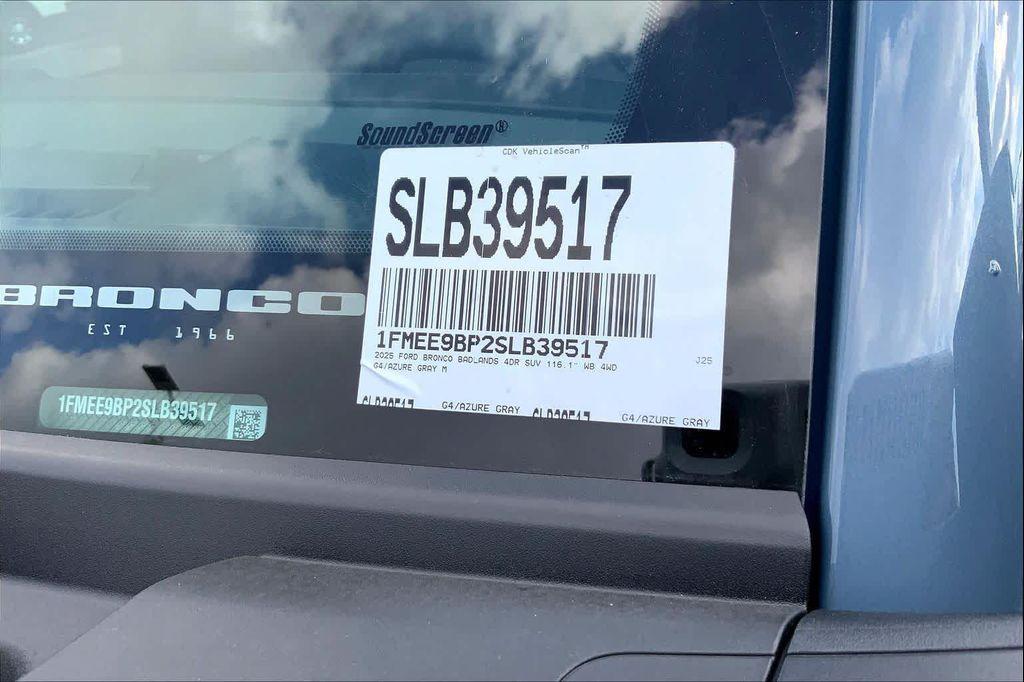 SoundScreen®
CDK VehicleScan™
SLB39517
BRONCO
EST 1966
1FMEE9BP2SLB39517
2025 FORD BRONCO BADLANDS 4DR SUV 116.1" WB 4WD
J25
G4/AZURE GRAY M
1FMEE9BP2SLB39517
G4/AZURE GRAY
G4/AZURE GRAY